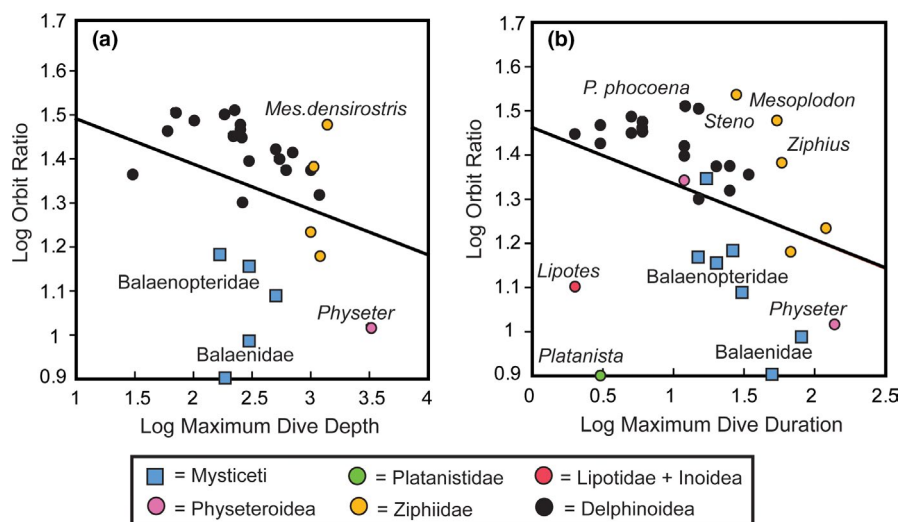 (a)
Log Orbit Ratio
1.7
1.6
1.5
1.4
1.3
1.2
1.1
1
0.9
Mes.densirostris
Balaenopteridae
Physeter
Balaenidae
1 1.5 2 2.5 3 3.5 4
Log Maximum Dive Depth
(b)
Log Orbit Ratio
1.7
1.6
1.5
1.4
1.3
1.2
1.1
1
0.9
P. phocoena
Mesoplodon
Steno
Ziphius
Lipotes
Balaenopteridae
Physeter
Platanista
Balaenidae
0 0.5 1.0 1.5 2.0 2.5
Log Maximum Dive Duration
= Mysticeti = Platanistidae = Lipotidae + Inoidea
= Physeteroidea = Ziphiidae = Delphinoidea